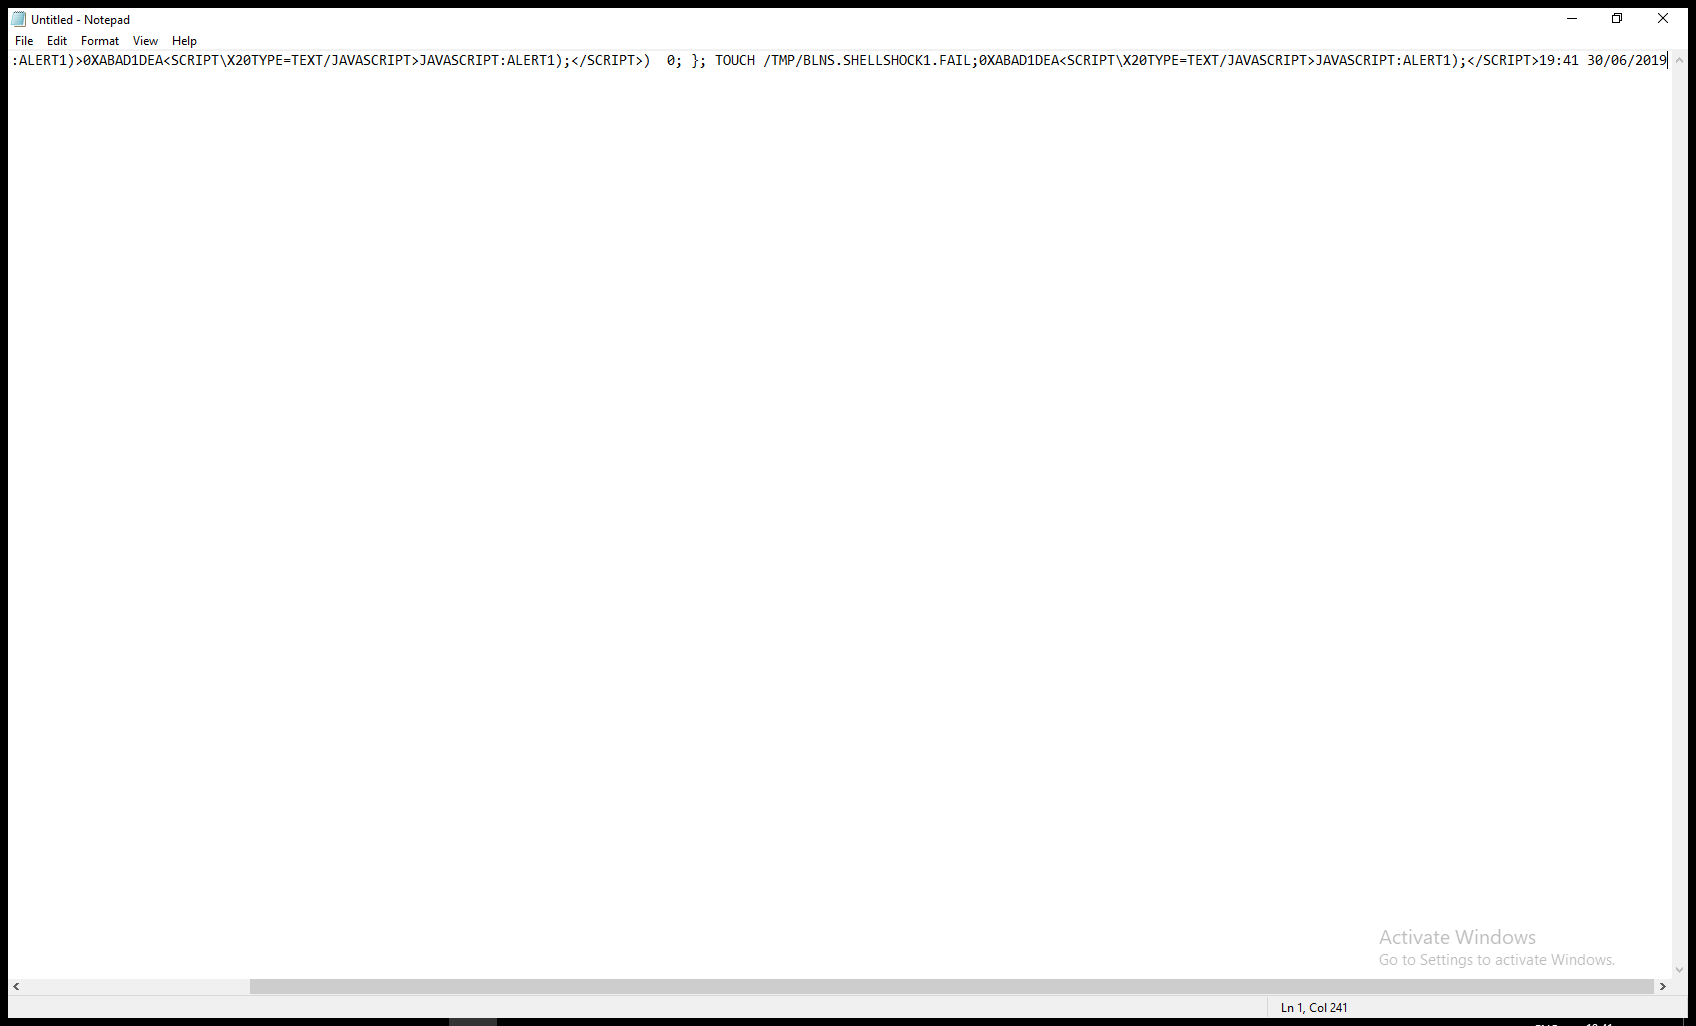 Untitled - Notepad
File Edit Format View Help
:ALERT1)>0XABAD1DEA<SCRIPT\X20TYPE=TEXT/JAVASCRIPT>JAVASCRIPT:ALERT1);</SCRIPT>)  0; }; TOUCH /TMP/BLNS.SHELLSHOCK1.FAIL;0XABAD1DEA<SCRIPT\X20TYPE=TEXT/JAVASCRIPT>JAVASCRIPT:ALERT1);</SCRIPT>19:41 30/06/2019
Activate Windows
Go to Settings to activate Windows.
Ln 1, Col 241